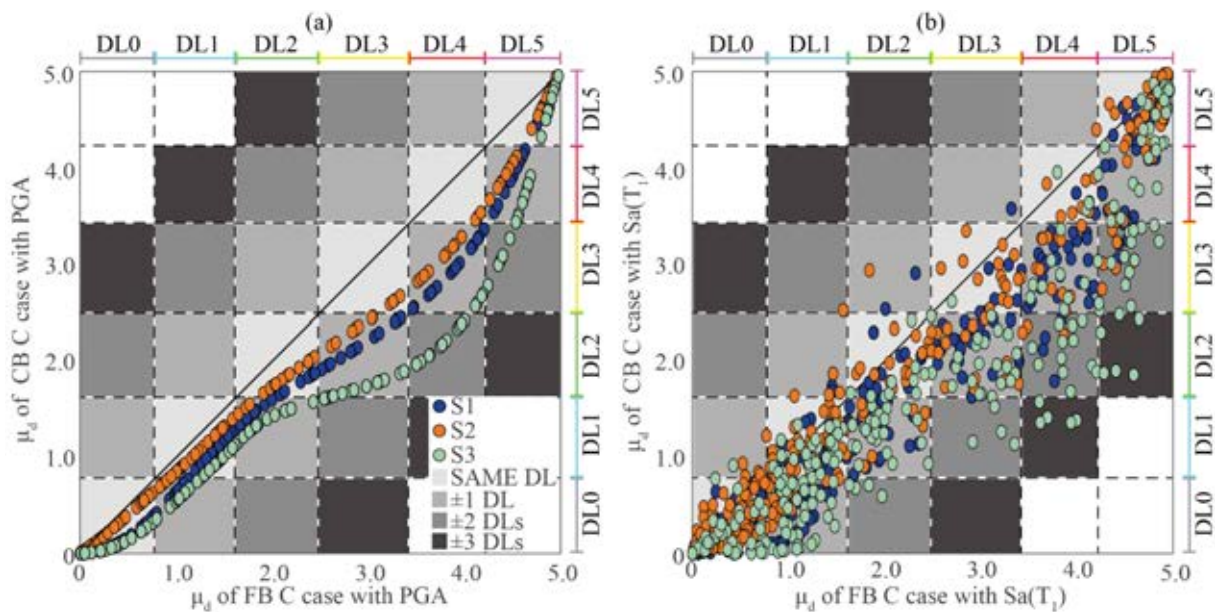 (a)
(b)
DL0 DL1 DL2 DL3 DL4 DL5
DL0 DL1 DL2 DL3 DL4 DL5
5.0
4.0
3.0
2.0
1.0
0
μd of CB C case with PGA
DL5
DL4
DL3
DL2
DL1
DL0
S1
S2
S3
SAME DL
±1 DL
±2 DLs
±3 DLs
0 1.0 2.0 3.0 4.0 5.0
μd of FB C case with PGA
5.0
4.0
3.0
2.0
1.0
0
μd of CB C case with Sa(T1)
DL5
DL4
DL3
DL2
DL1
DL0
0 1.0 2.0 3.0 4.0 5.0
μd of FB C case with Sa(T1)